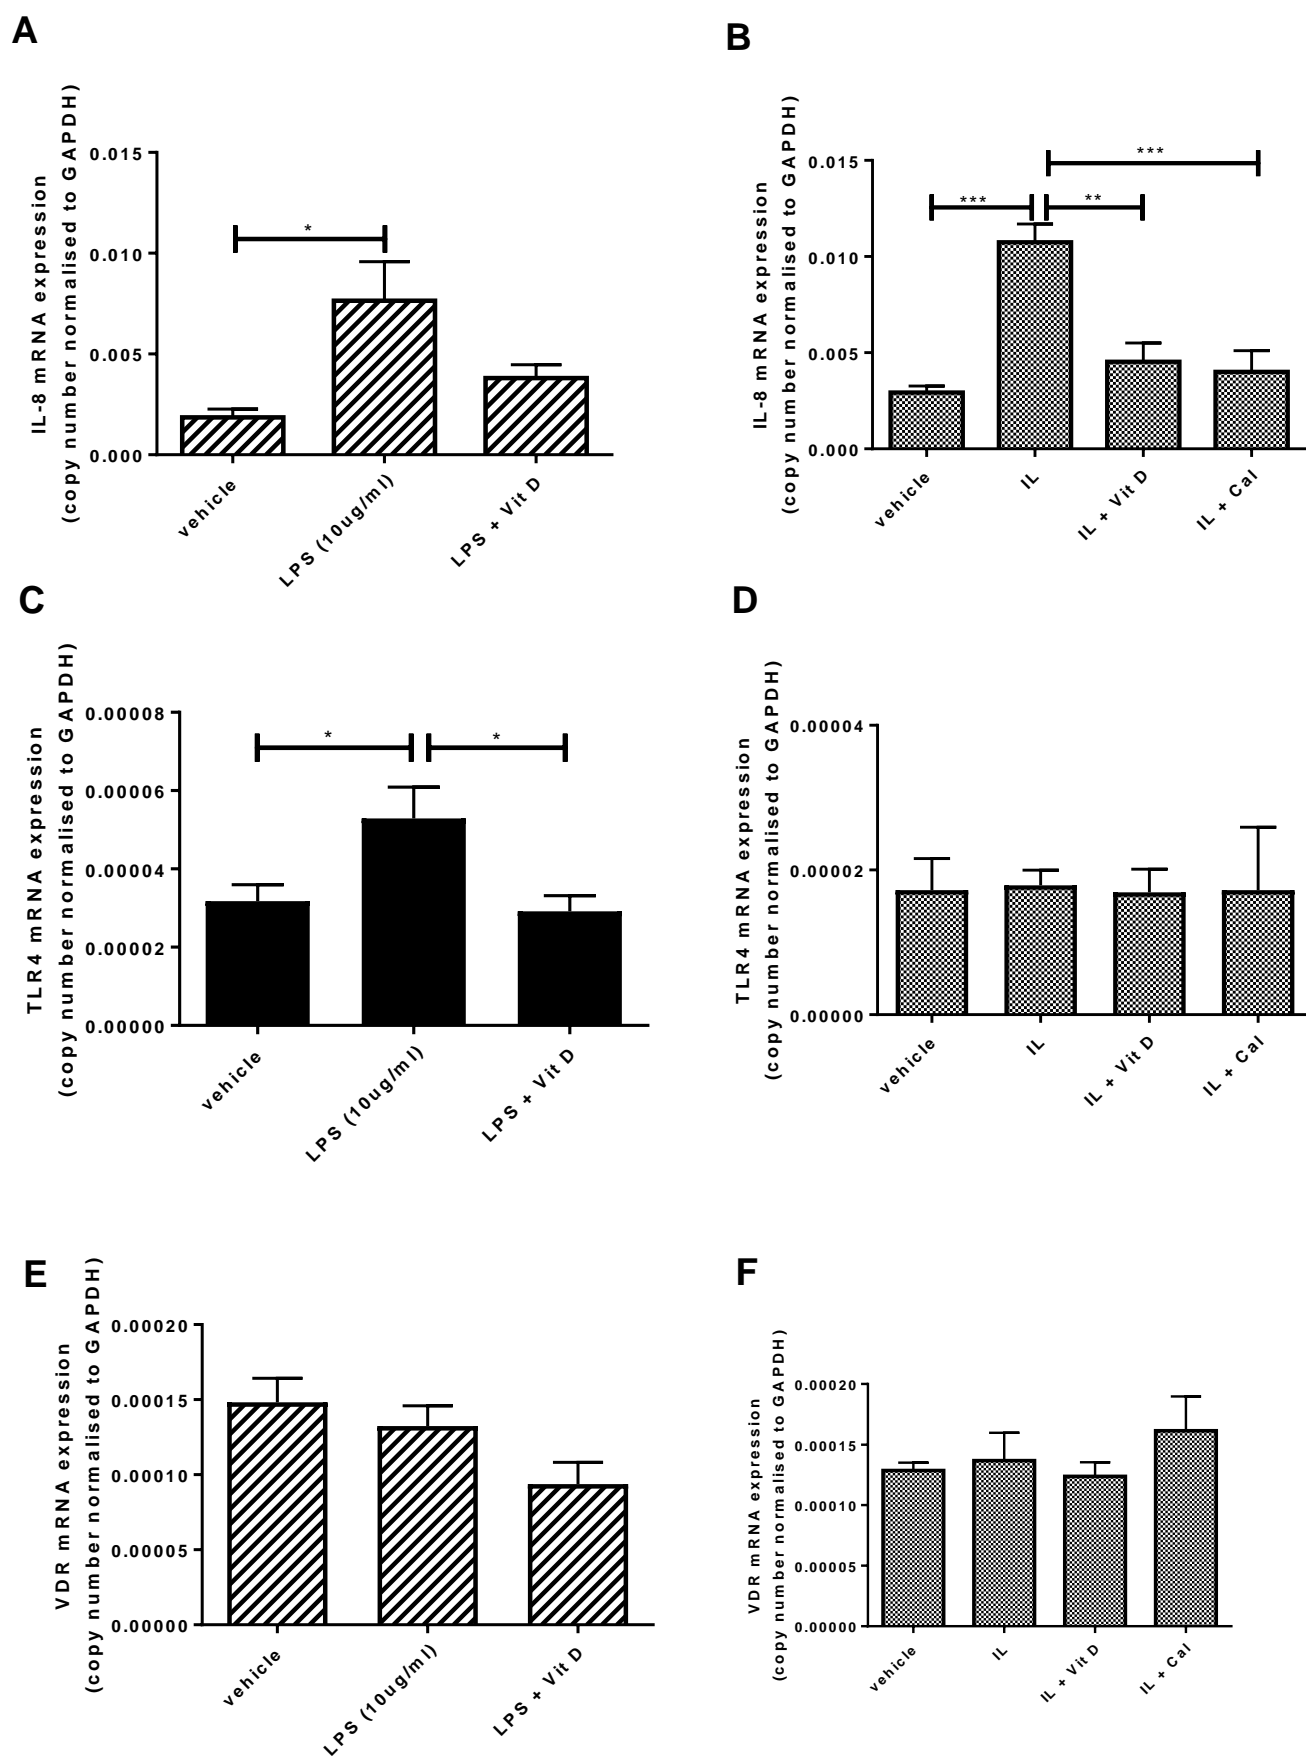 A
IL-8 mRNA expression
(copy number normalised to GAPDH)
0.015
0.010
0.005
0.000
*
vehicle
LPS (10ug/ml)
LPS + Vit D
B
IL-8 mRNA expression
(copy number normalised to GAPDH)
0.015
0.010
0.005
0.000
***
***
**
vehicle
IL
IL + Vit D
IL + Cal
C
TLR4 mRNA expression
(copy number normalised to GAPDH)
0.00008
0.00006
0.00004
0.00002
0.00000
*
*
vehicle
LPS (10ug/ml)
LPS + Vit D
D
TLR4 mRNA expression
(copy number normalised to GAPDH)
0.00004
0.00002
0.00000
vehicle
IL
IL + Vit D
IL + Cal
E
VDR mRNA expression
(copy number normalised to GAPDH)
0.00020
0.00015
0.00010
0.00005
0.00000
vehicle
LPS (10ug/ml)
LPS + Vit D
F
VDR mRNA expression
(copy number normalised to GAPDH)
0.00020
0.00015
0.00010
0.00005
0.00000
vehicle
IL
IL + Vit D
IL + Cal